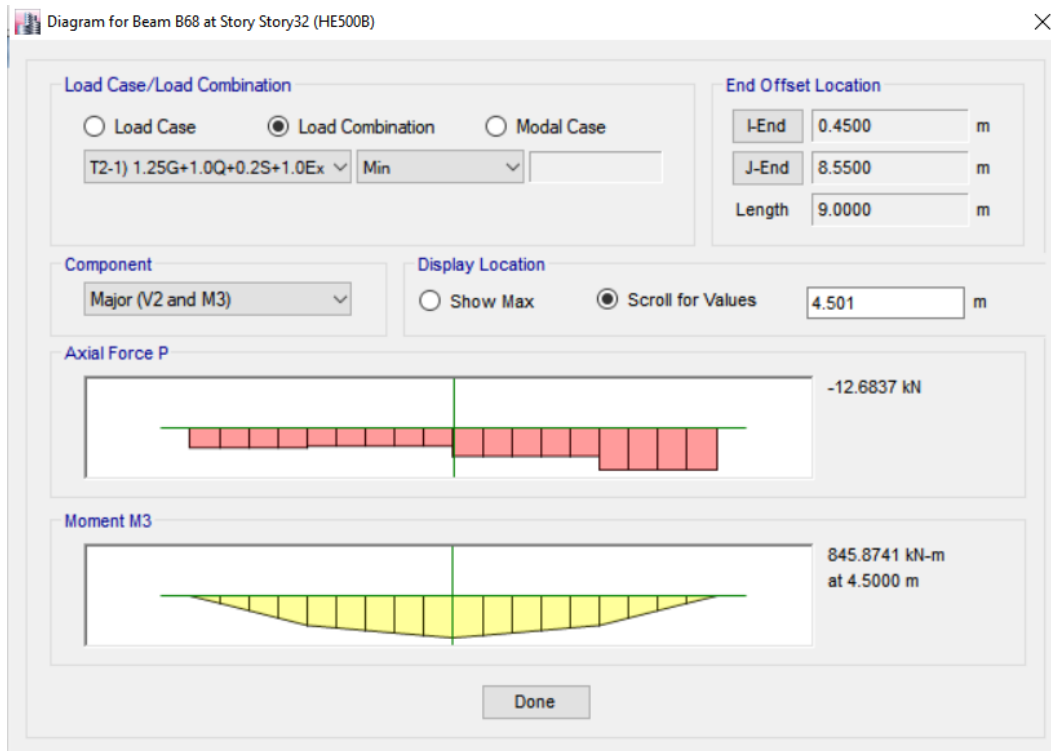 Diagram for Beam B68 at Story Story32 (HE500B)
Load Case/Load Combination
Load Case Load Combination Modal Case
T2-1) 1.25G+1.0Q+0.2S+1.0Ex Min
End Offset Location
I-End 0.4500 m
J-End 8.5500 m
Length 9.0000 m
Component
Major (V2 and M3)
Display Location
Show Max Scroll for Values 4.501 m
Axial Force P
-12.6837 kN
Moment M3
845.8741 kN-m
at 4.5000 m
Done